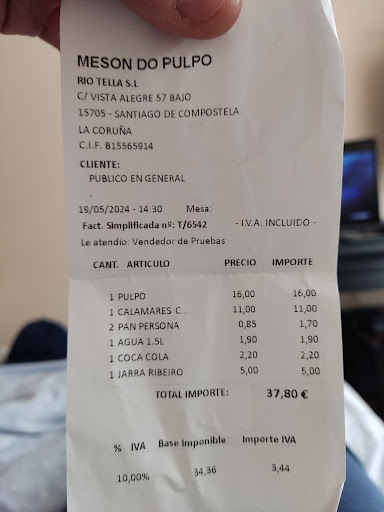 MESON DO PULPO
RIO TELLA S.L
C/ VISTA ALEGRE 57 BAJO
15705 - SANTIAGO DE COMPOSTELA
LA CORUÑA
C.I.F. B15565914
CLIENTE:
PUBLICO EN GENERAL
.
19/05/2024 - 14:30 Mesa:
Fact. Simplificada nº: T/6542 - I.V.A. INCLUIDO -
Le atendio: Vendedor de Pruebas
CANT. ARTICULO PRECIO IMPORTE
1 PULPO 16,00 16,00
1 CALAMARES C... 11,00 11,00
2 PAN PERSONA 0,85 1,70
1 AGUA 1.5L 1,90 1,90
1 COCA COLA 2,20 2,20
1 JARRA RIBEIRO 5,00 5,00
TOTAL IMPORTE: 37,80 €
% IVA Base Imponible Importe IVA
10,00% 34,36 3,44